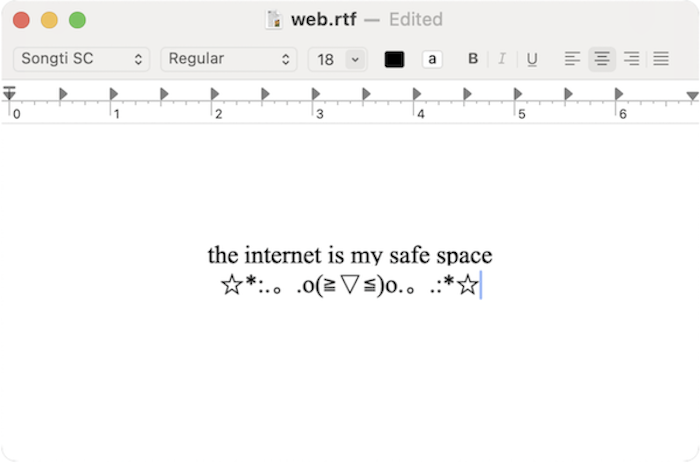 web.rtf — Edited
Songti SC Regular 18 a B I U
0 1 2 3 4 5 6
the internet is my safe space
☆*:.。.o(≧▽≦)o.。.:*☆